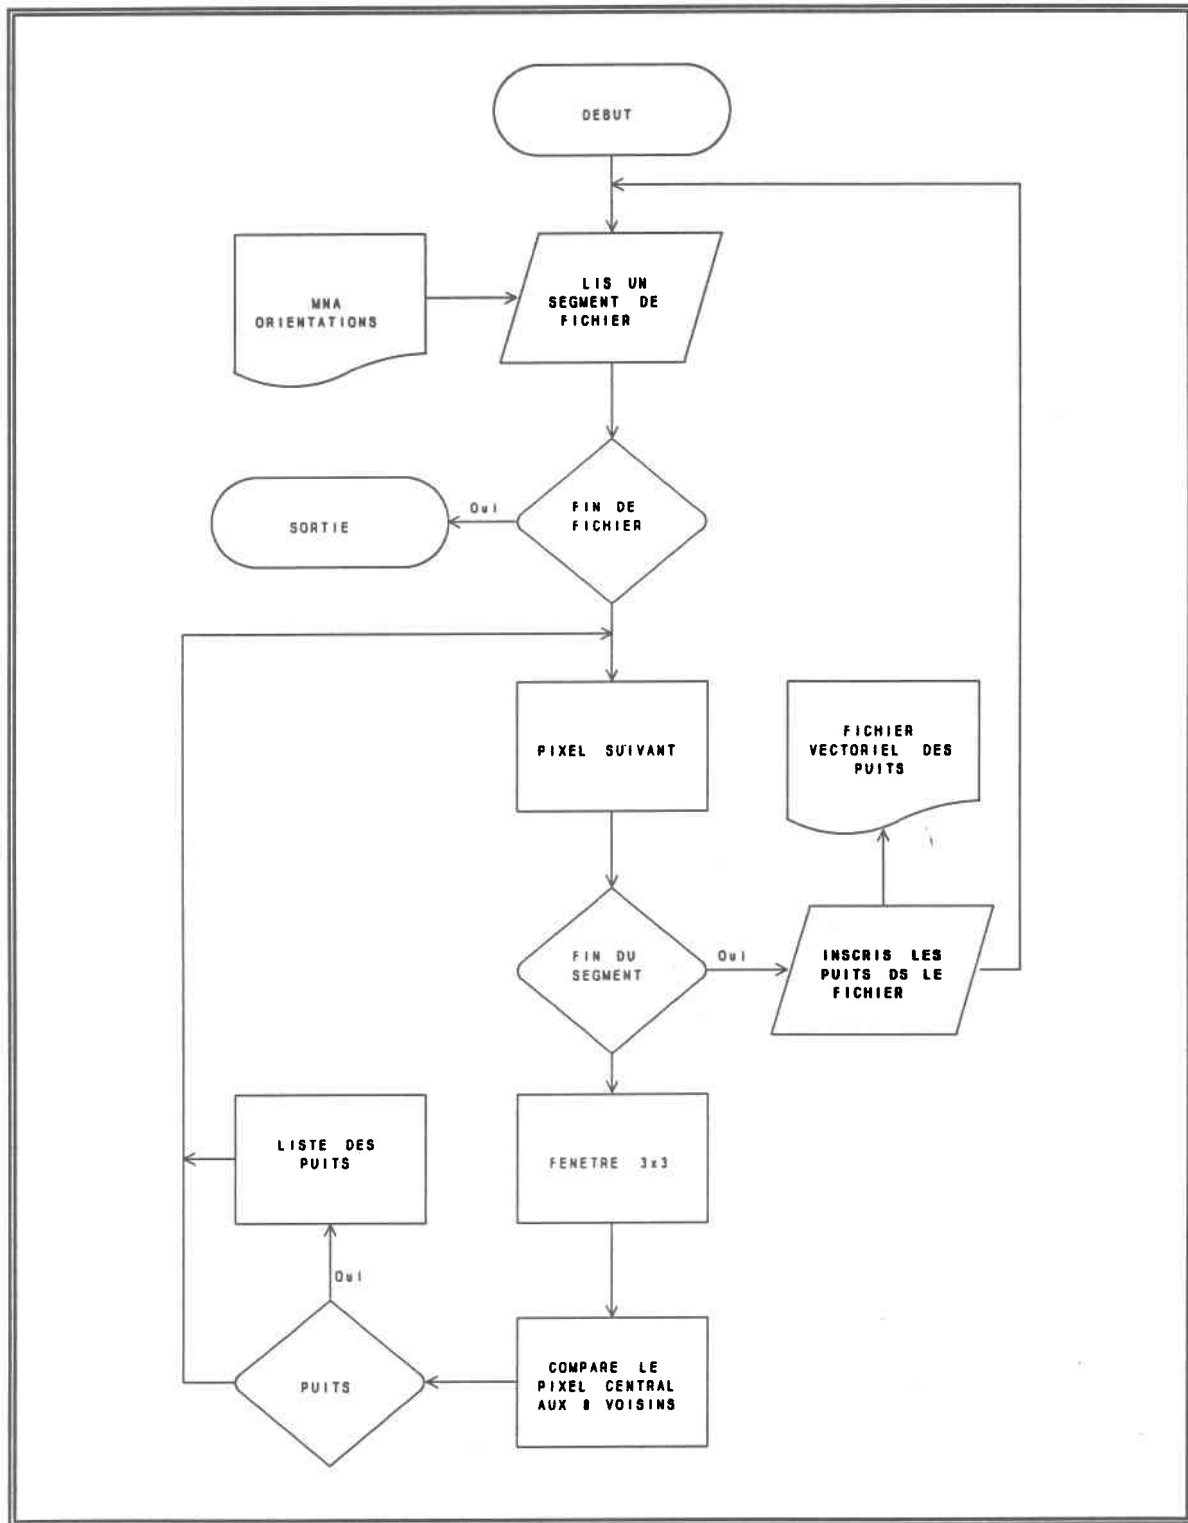 DEBUT
LIS UN
SEGMENT DE
FICHIER
MNA
ORIENTATIONS
FIN DE
FICHIER
Oui
SORTIE
PIXEL SUIVANT
FICHIER
VECTORIEL DES
PUITS
FIN DU
SEGMENT
Oui
INSCRIS LES
PUITS DS LE
FICHIER
LISTE DES
PUITS
FENETRE 3x3
Oui
PUITS
COMPARE LE
PIXEL CENTRAL
AUX 8 VOISINS